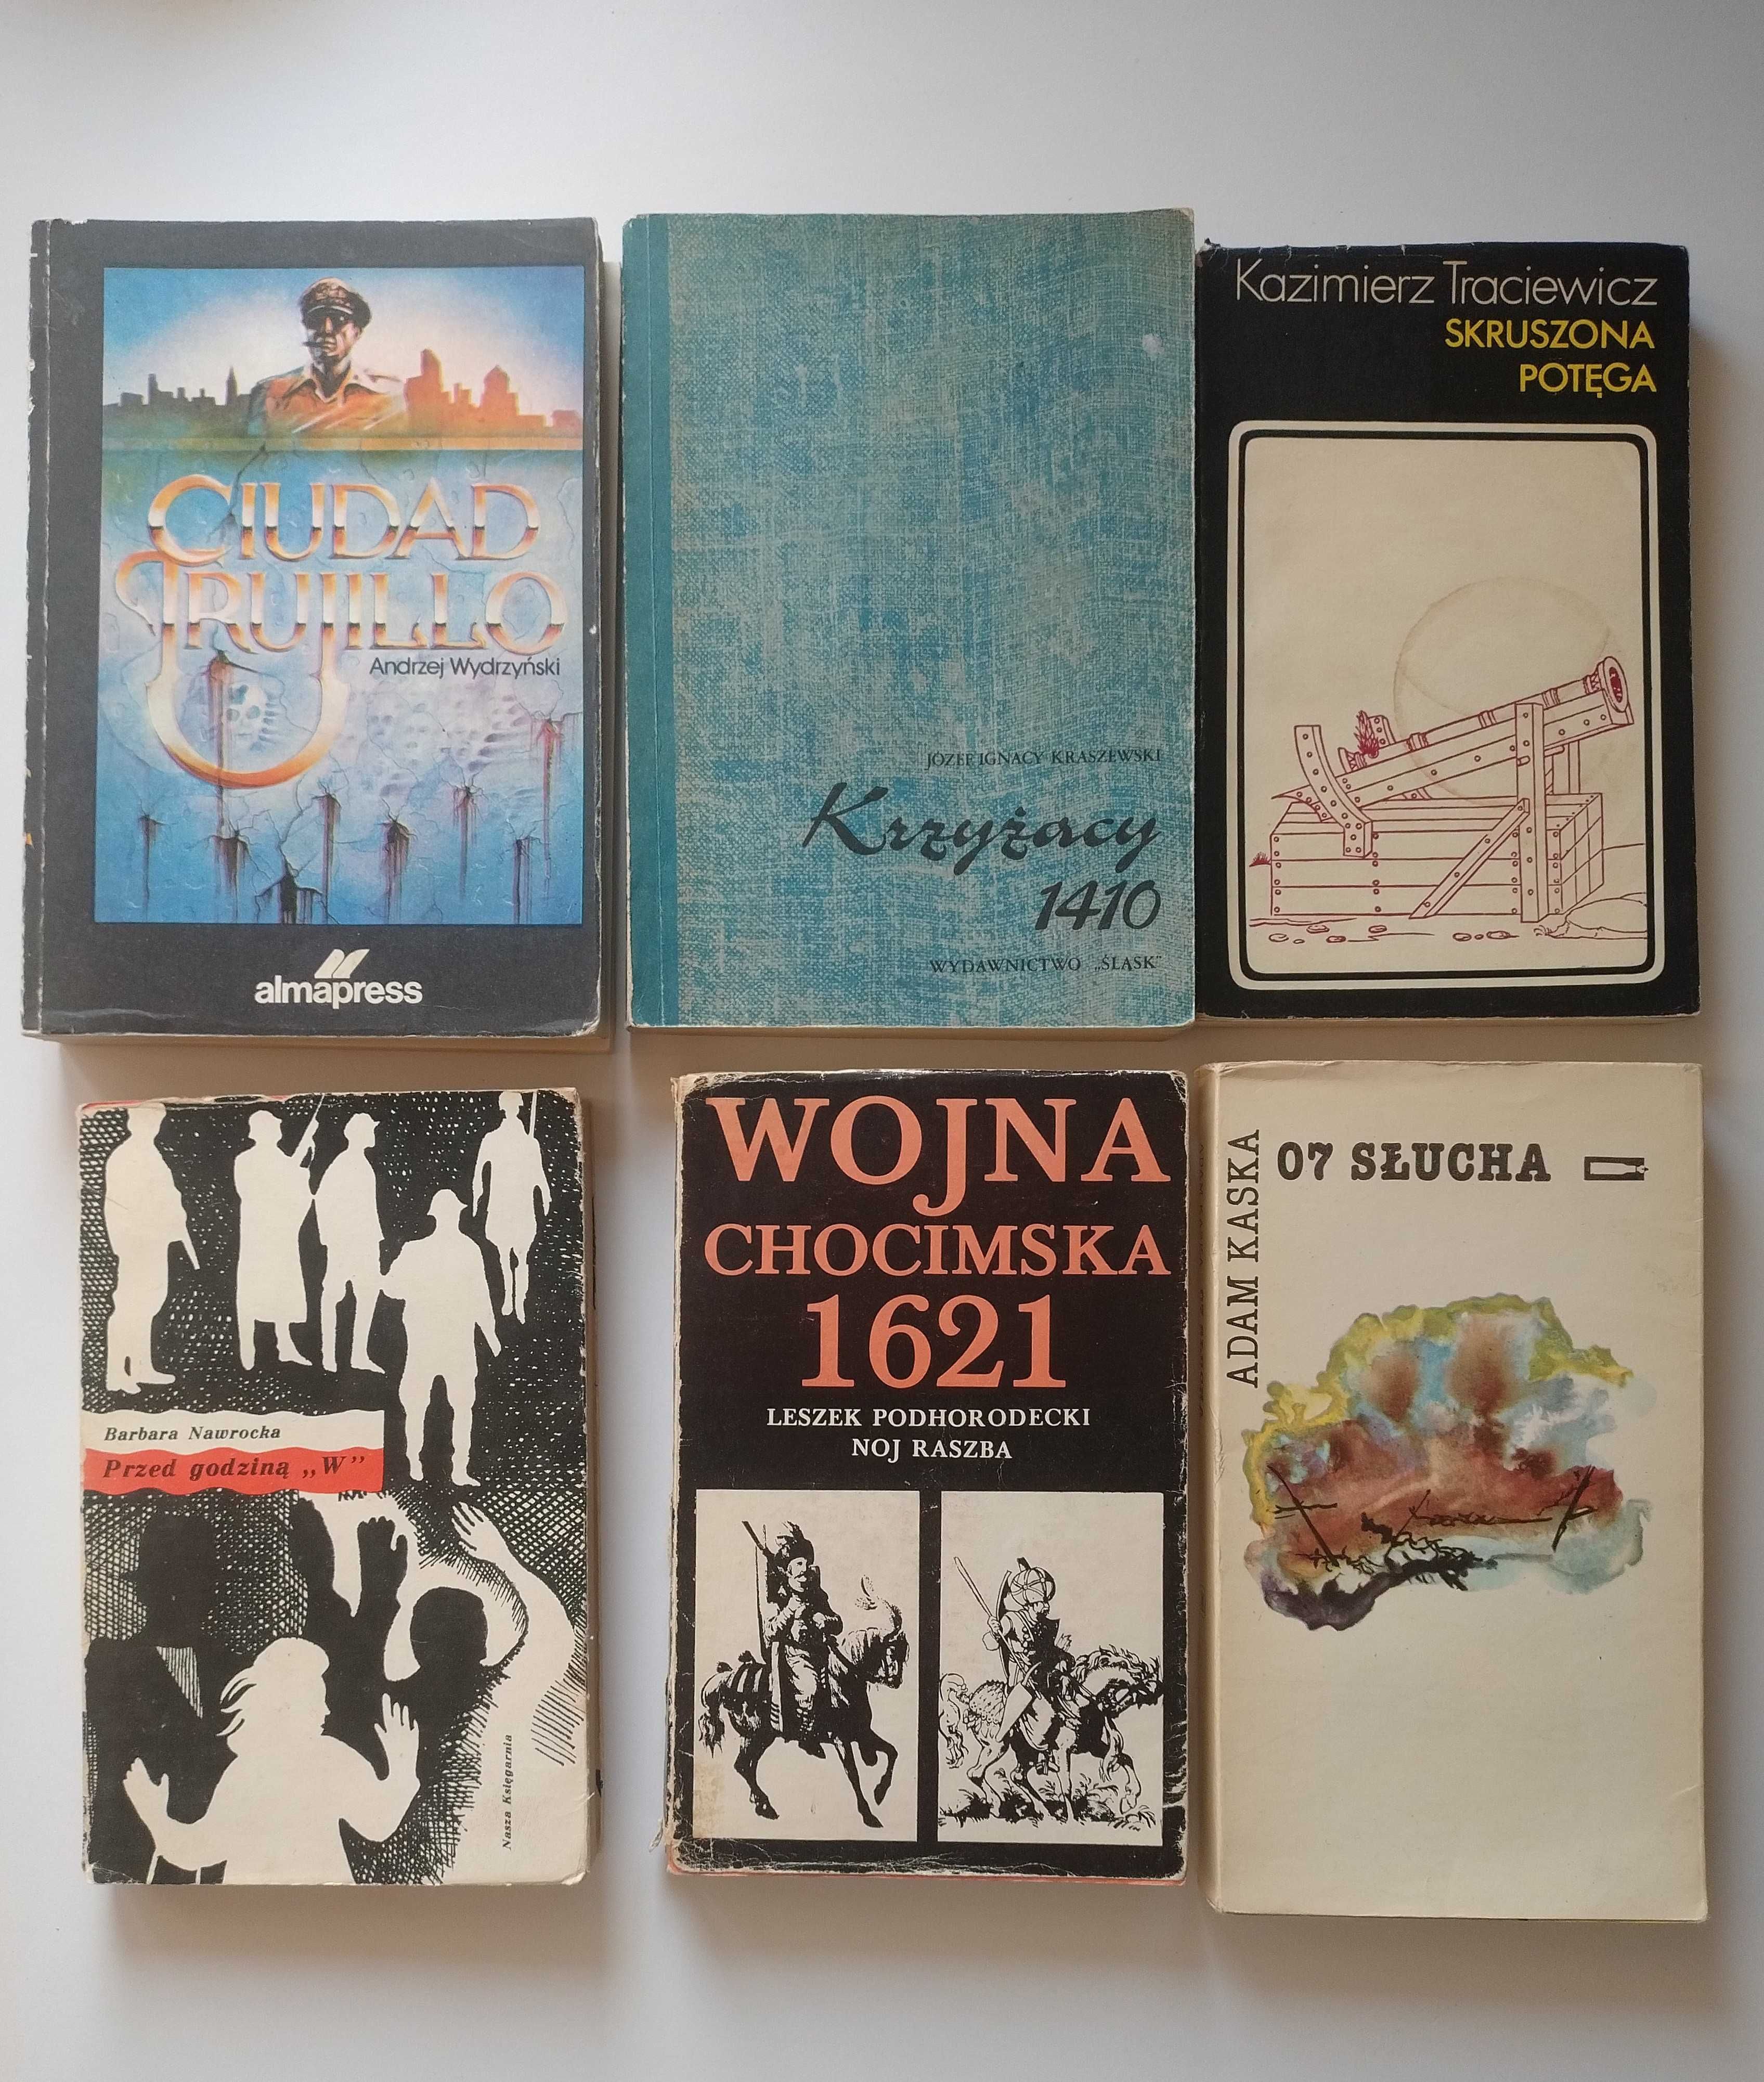 CIUDAD
TRUJILLO
Andrzej Wydrzyński
almapress
JÓZEF IGNACY KRASZEWSKI
Krzyżacy
1410
WYDAWNICTWO „ŚLĄSK”
Kazimierz Traciewicz
SKRUSZONA
POTĘGA
Barbara Nawrocka
Przed godziną „W”
Nasza Księgarnia
WOJNA
CHOCIMSKA
1621
LESZEK PODHORODECKI
NOJ RASZBA
ADAM KASKA
07 SŁUCHA